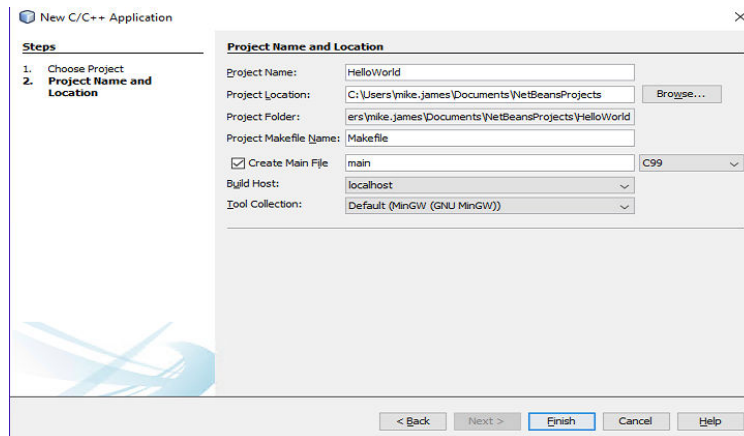 New C/C++ Application
Steps
1. Choose Project
2. Project Name and
Location
Project Name and Location
Project Name: HelloWorld
Project Location: C:\Users\mike.james\Documents\NetBeansProjects Browse...
Project Folder: ers\mike.james\Documents\NetBeansProjects\HelloWorld
Project Makefile Name: Makefile
Create Main File main C99
Build Host: localhost
Tool Collection: Default (MinGW (GNU MinGW))
< Back Next > Finish Cancel Help